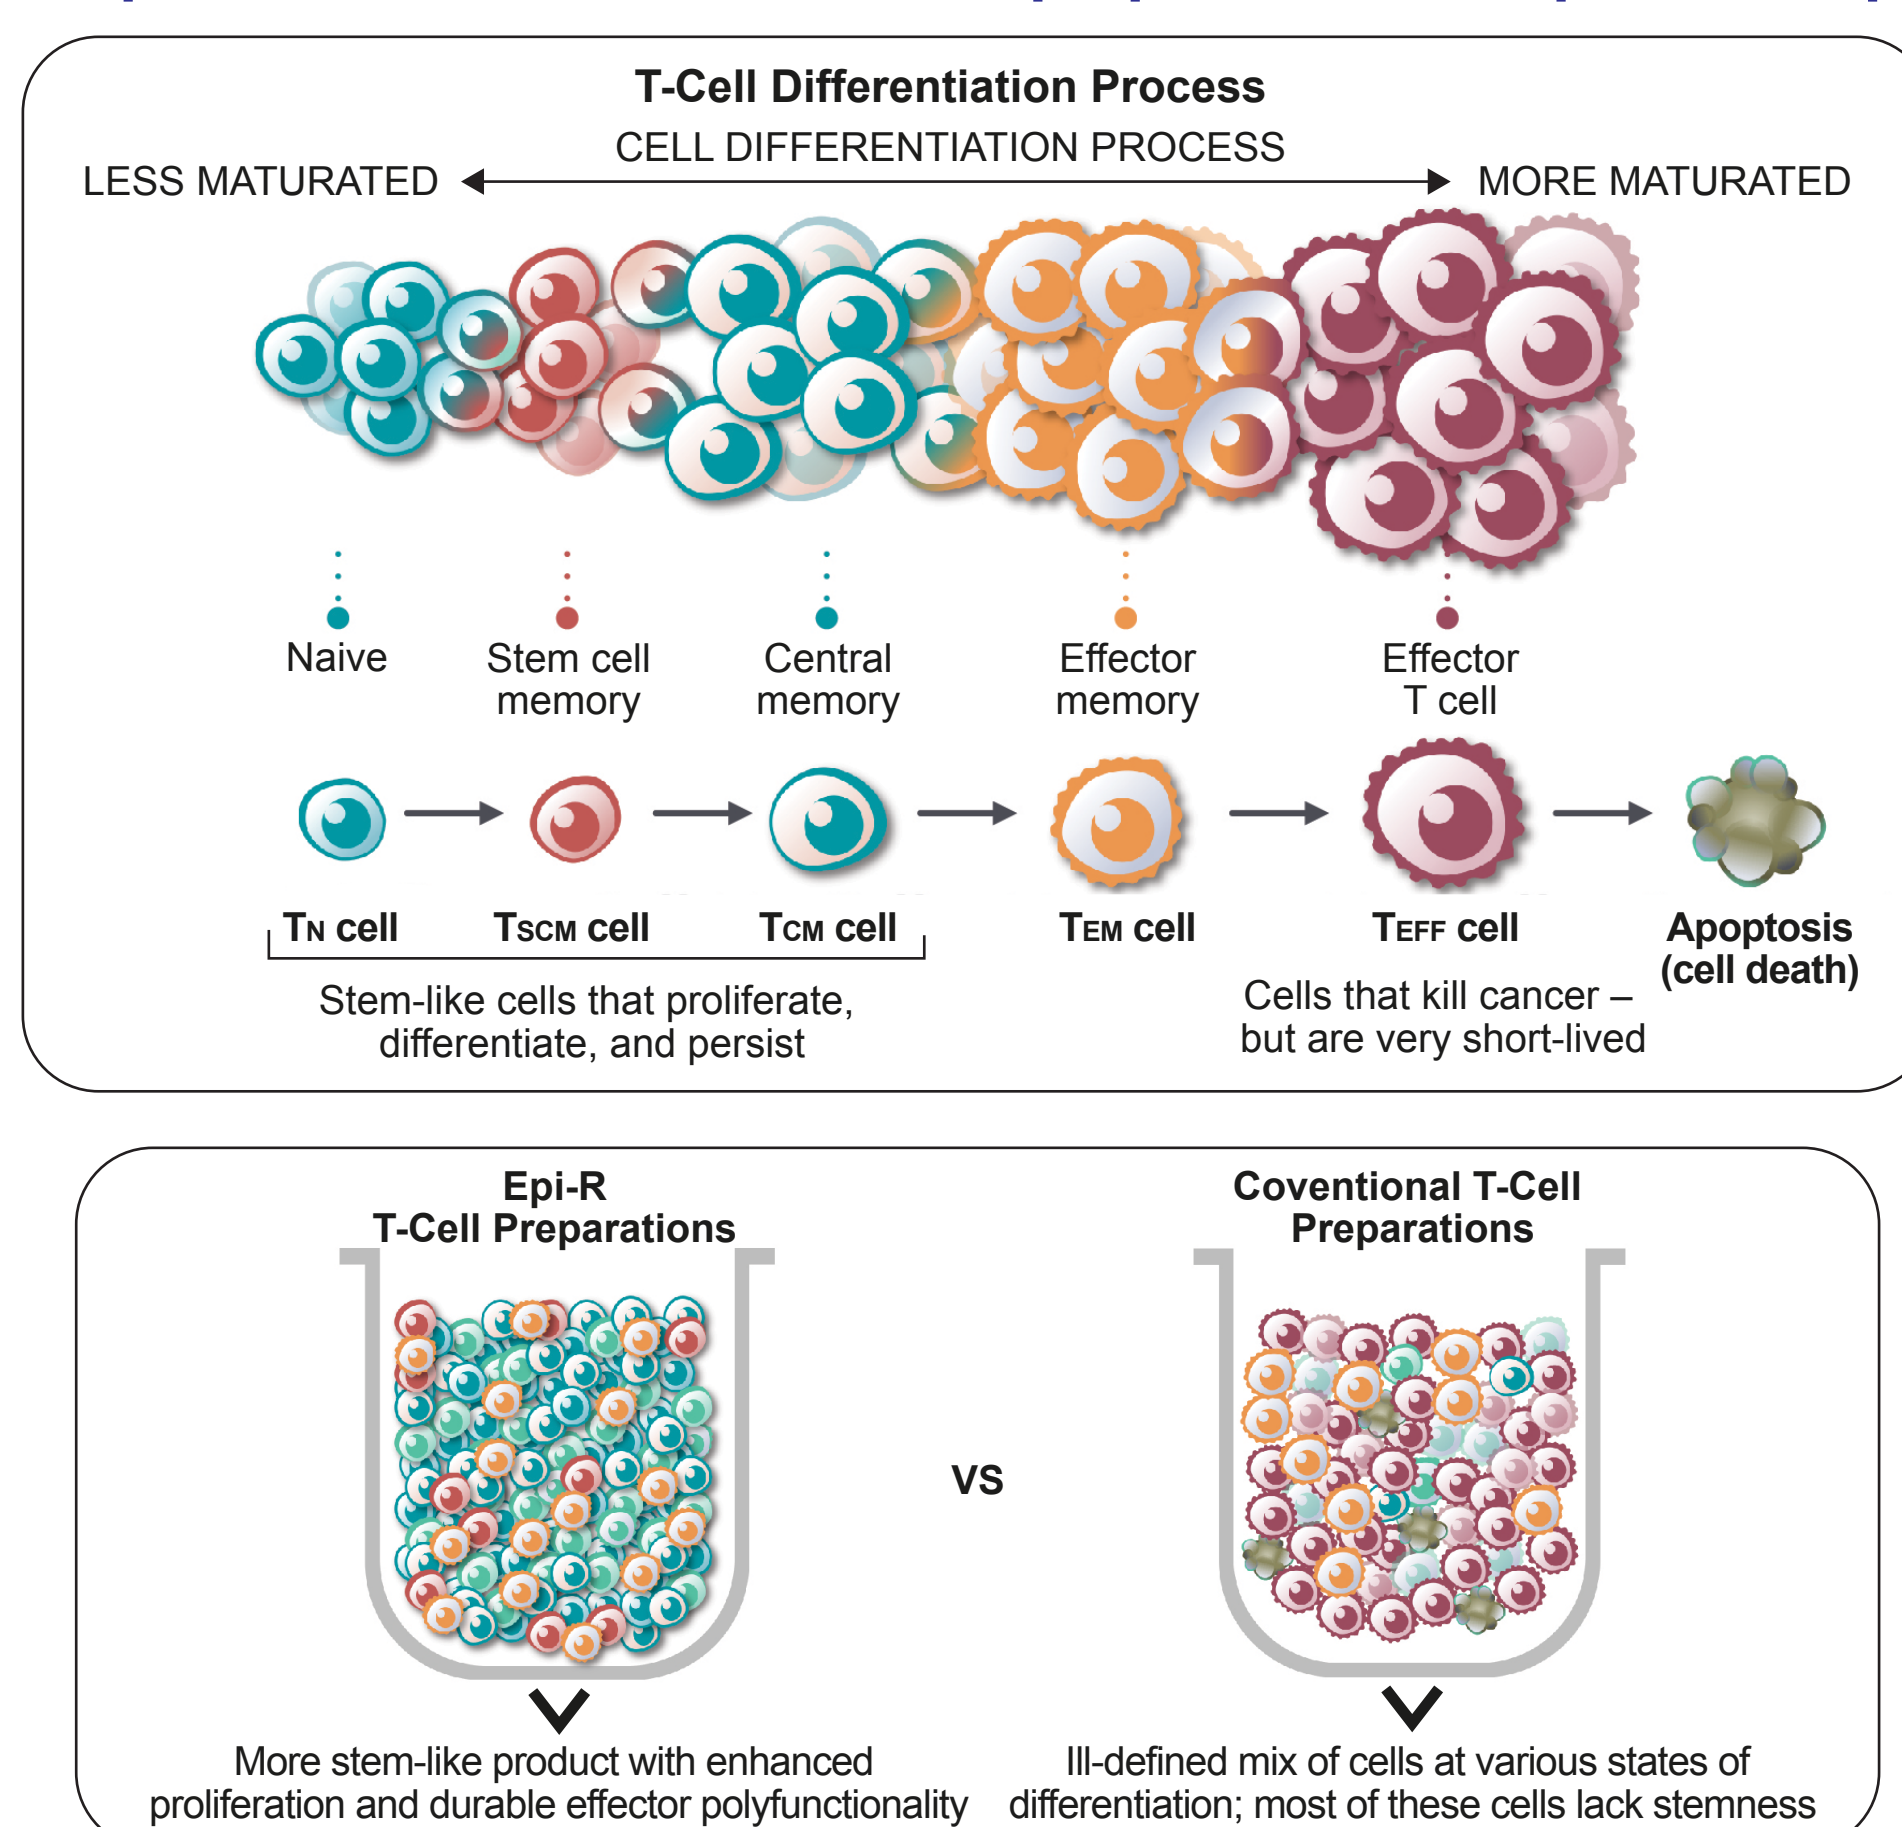 T-Cell Differentiation Process
CELL DIFFERENTIATION PROCESS
LESS MATURATED
MORE MATURATED
Naive
Stem cell
memory
Central
memory
Effector
memory
Effector
T cell
TN cell
TSCM cell
TCM cell
TEM cell
TEFF cell
Apoptosis
(cell death)
Stem-like cells that proliferate,
differentiate, and persist
Cells that kill cancer –
but are very short-lived
Epi-R
T-Cell Preparations
VS
Coventional T-Cell
Preparations
More stem-like product with enhanced
proliferation and durable effector polyfunctionality
Ill-defined mix of cells at various states of
differentiation; most of these cells lack stemness